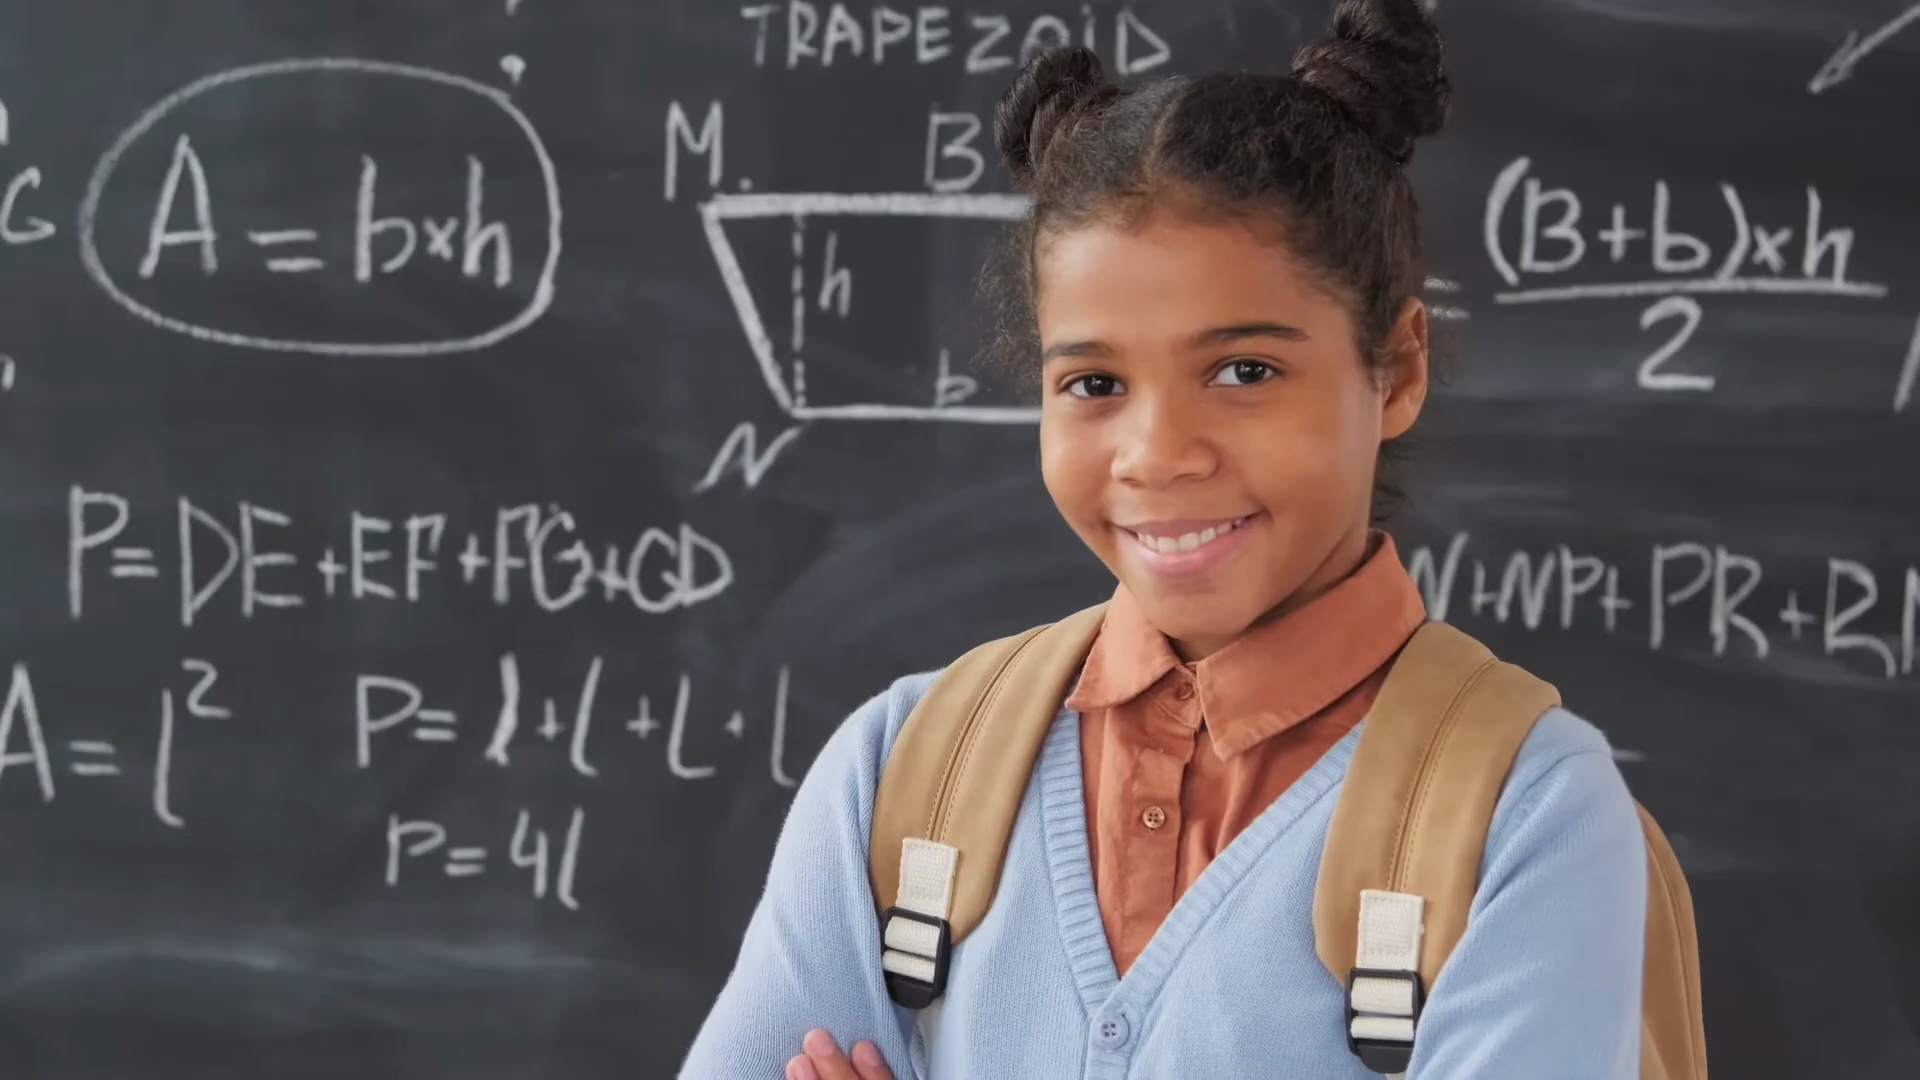 TRAPEZOID
M
B
G
A = b×h
h
= (B+b)×h
2
b
N
P=DE+EF+FG+GD
N+NP+PR+R
A = l²
P= l+l+l+l
P=4l